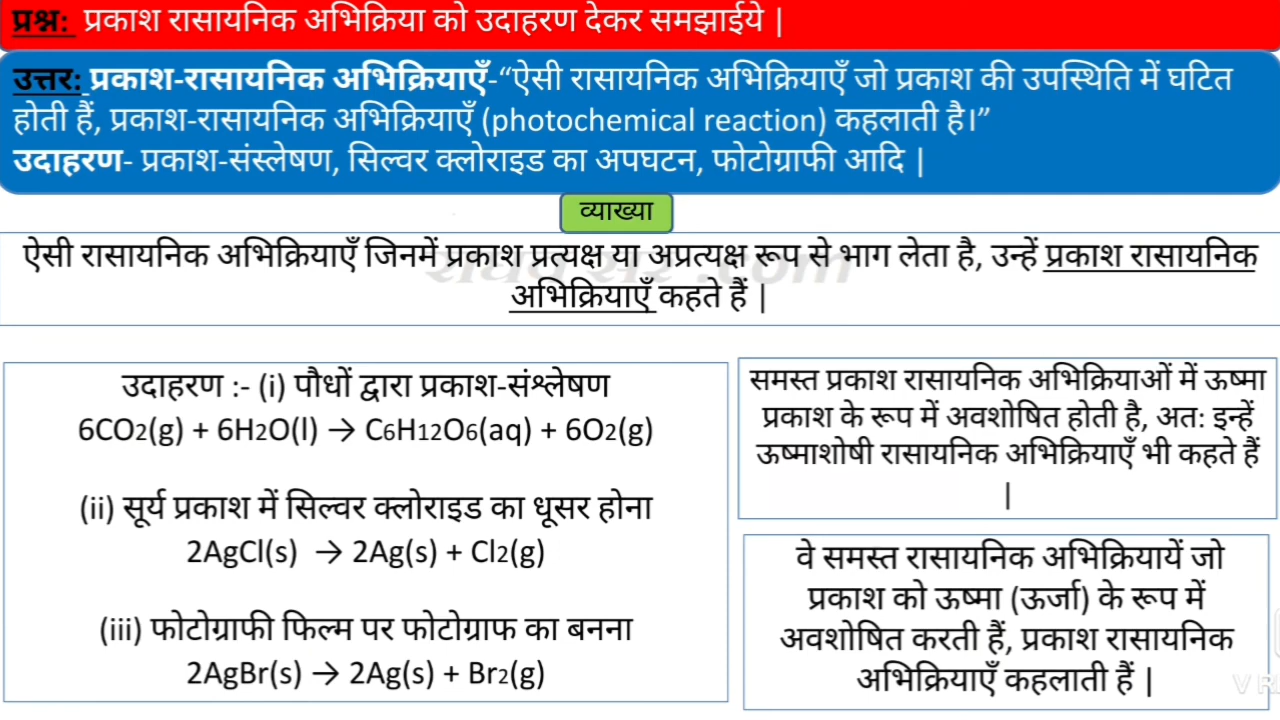 प्रश्न: प्रकाश रासायनिक अभिक्रिया को उदाहरण देकर समझाईये |
उत्तर: प्रकाश-रासायनिक अभिक्रियाएँ-“ऐसी रासायनिक अभिक्रियाएँ जो प्रकाश की उपस्थिति में घटित
होती हैं, प्रकाश-रासायनिक अभिक्रियाएँ (photochemical reaction) कहलाती है।”
उदाहरण- प्रकाश-संस्लेषण, सिल्वर क्लोराइड का अपघटन, फोटोग्राफी आदि |
व्याख्या
ऐसी रासायनिक अभिक्रियाएँ जिनमें प्रकाश प्रत्यक्ष या अप्रत्यक्ष रूप से भाग लेता है, उन्हें प्रकाश रासायनिक
अभिक्रियाएँ कहते हैं |
उदाहरण :- (i) पौधों द्वारा प्रकाश-संश्लेषण
6CO2(g) + 6H2O(l) → C6H12O6(aq) + 6O2(g)
(ii) सूर्य प्रकाश में सिल्वर क्लोराइड का धूसर होना
2AgCl(s) → 2Ag(s) + Cl2(g)
(iii) फोटोग्राफी फिल्म पर फोटोग्राफ का बनना
2AgBr(s) → 2Ag(s) + Br2(g)
समस्त प्रकाश रासायनिक अभिक्रियाओं में ऊष्मा
प्रकाश के रूप में अवशोषित होती है, अतः इन्हें
ऊष्माशोषी रासायनिक अभिक्रियाएँ भी कहते हैं
|
वे समस्त रासायनिक अभिक्रियायें जो
प्रकाश को ऊष्मा (ऊर्जा) के रूप में
अवशोषित करती हैं, प्रकाश रासायनिक
अभिक्रियाएँ कहलाती हैं |